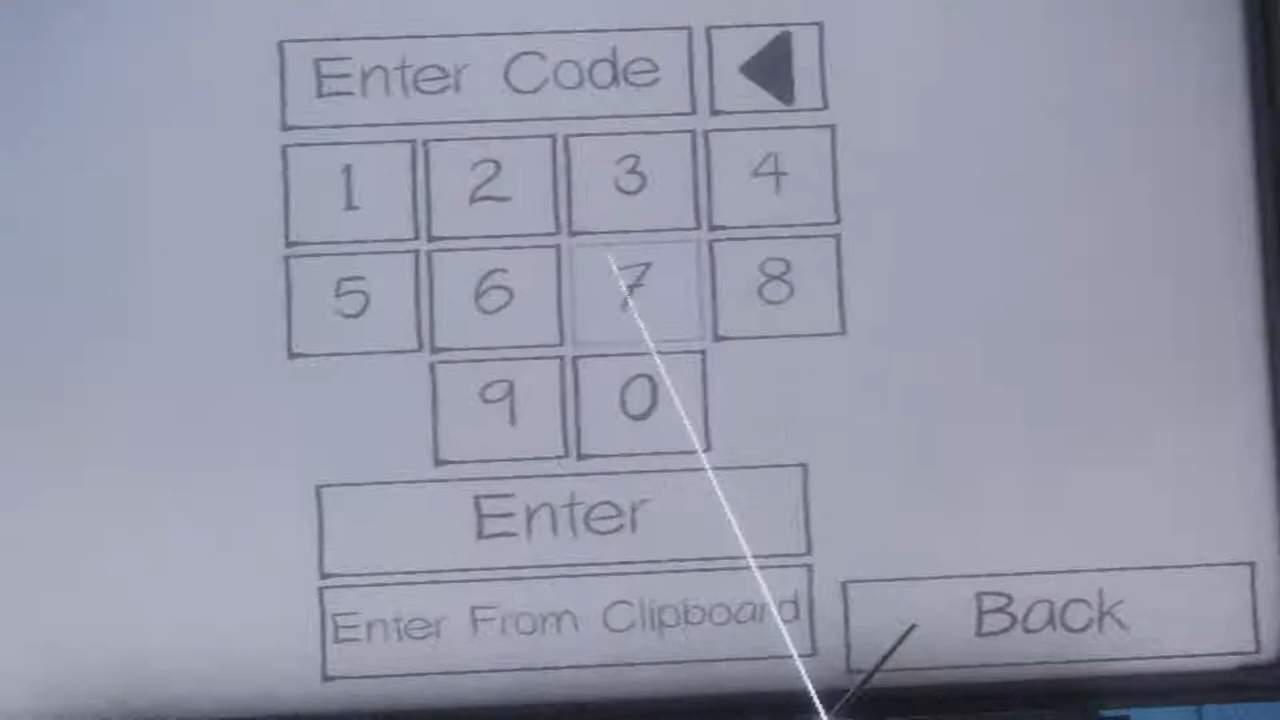 Enter Code
1 2 3 4
5 6 7 8
9 0
Enter
Enter From Clipboard
Back